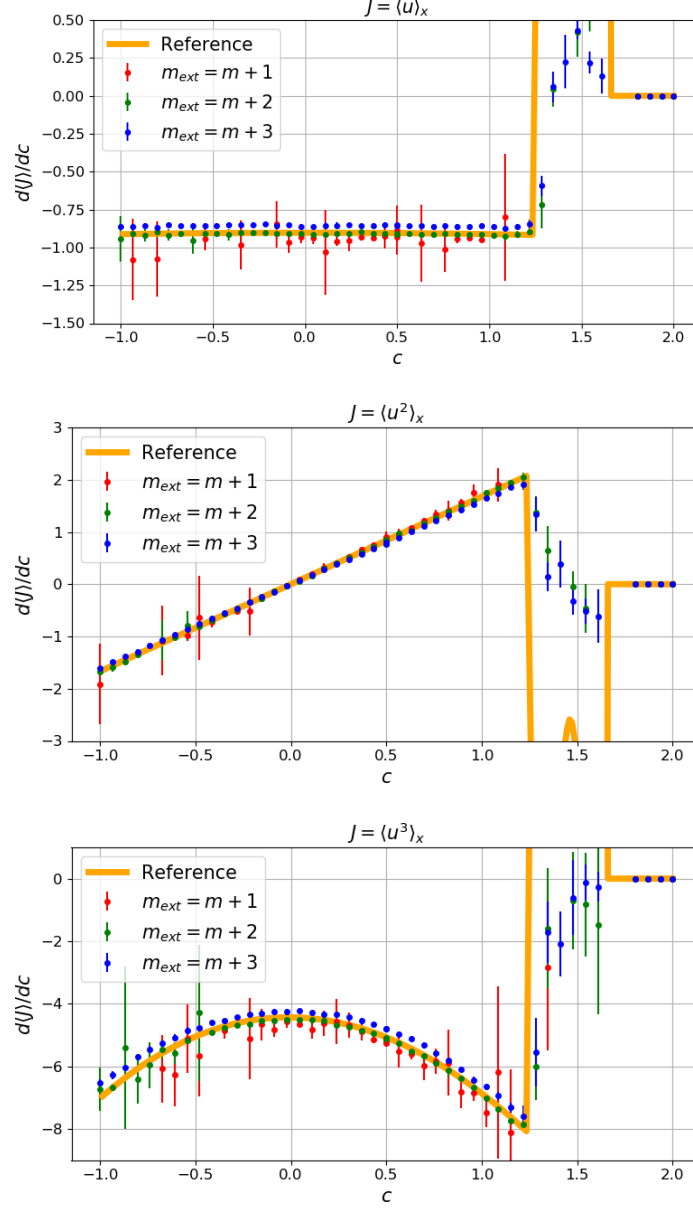 J = ⟨u⟩ₓ
0.50
0.25
0.00
−0.25
−0.50
−0.75
−1.00
−1.25
−1.50
d⟨J⟩/dc
Reference
m_ext = m + 1
m_ext = m + 2
m_ext = m + 3
−1.0 −0.5 0.0 0.5 1.0 1.5 2.0
c
J = ⟨u²⟩ₓ
3
2
1
0
−1
−2
−3
d⟨J⟩/dc
Reference
m_ext = m + 1
m_ext = m + 2
m_ext = m + 3
−1.0 −0.5 0.0 0.5 1.0 1.5 2.0
c
J = ⟨u³⟩ₓ
0
−2
−4
−6
−8
d⟨J⟩/dc
Reference
m_ext = m + 1
m_ext = m + 2
m_ext = m + 3
−1.0 −0.5 0.0 0.5 1.0 1.5 2.0
c